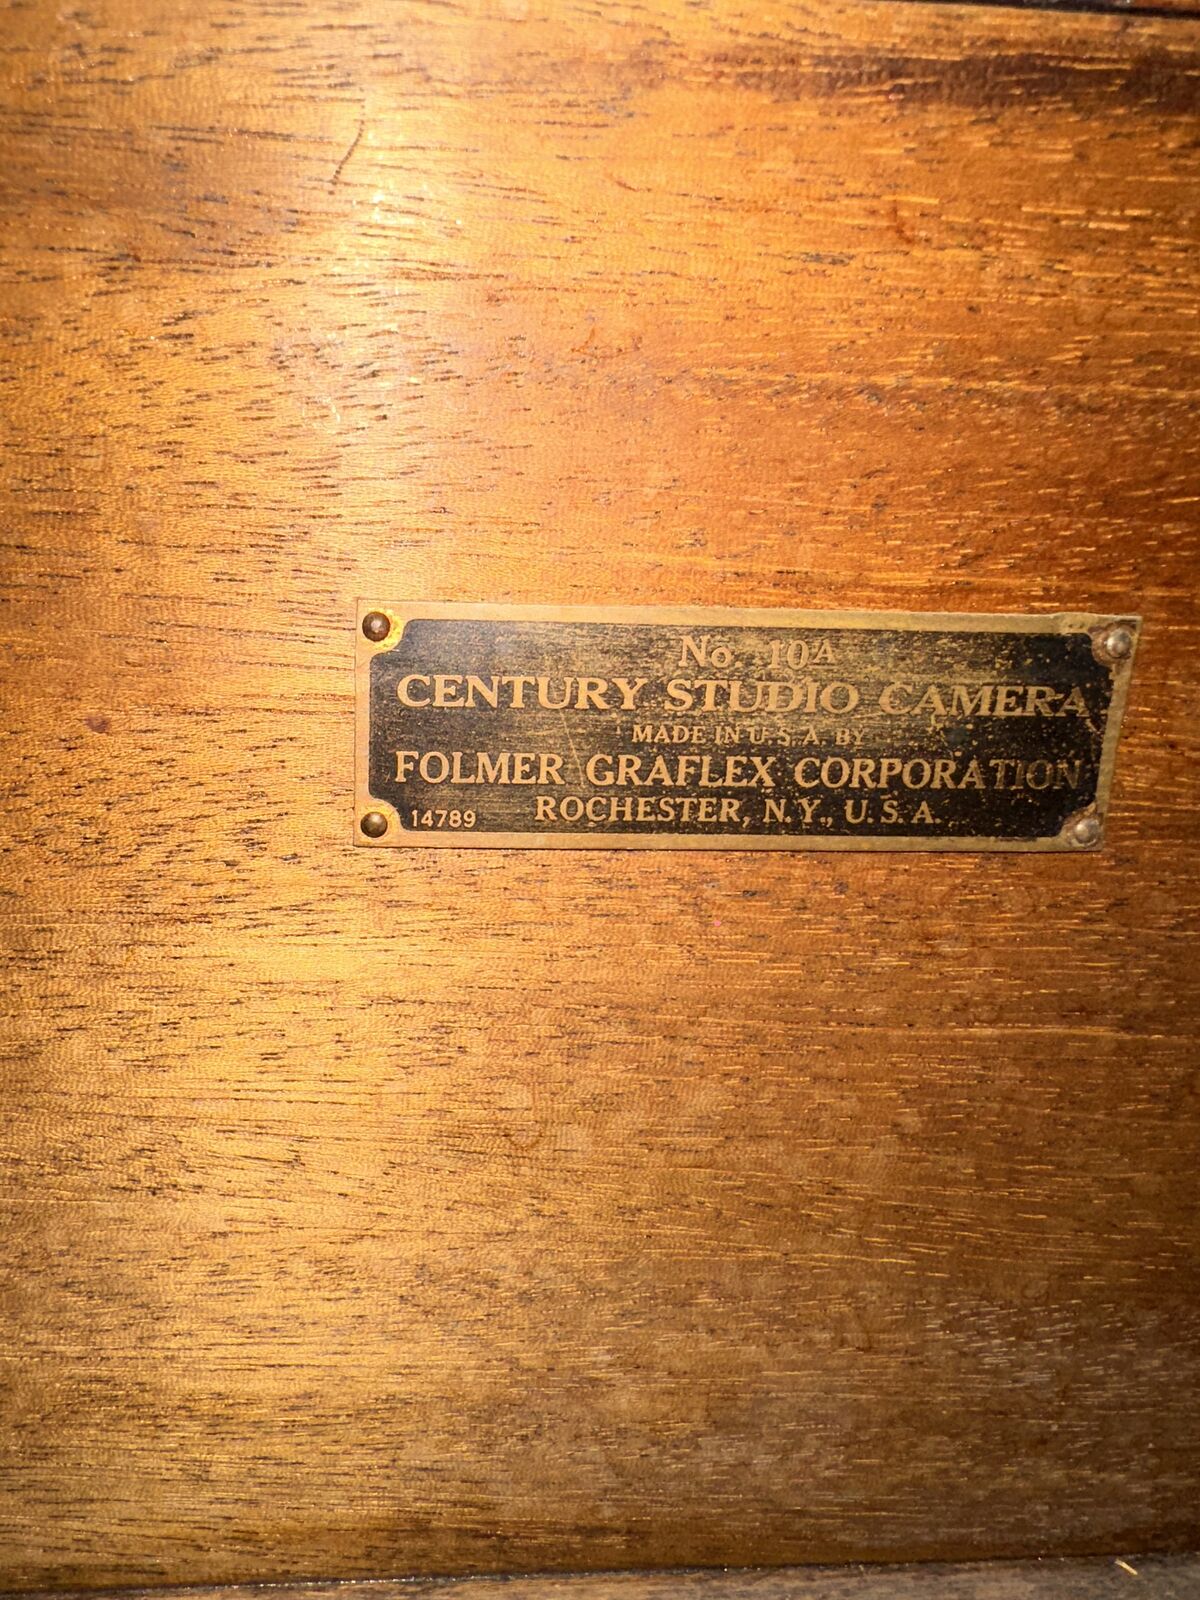 No. 10A
CENTURY STUDIO CAMERA
MADE IN U.S.A. BY
FOLMER GRAFLEX CORPORATION
ROCHESTER, N.Y., U.S.A.
14789